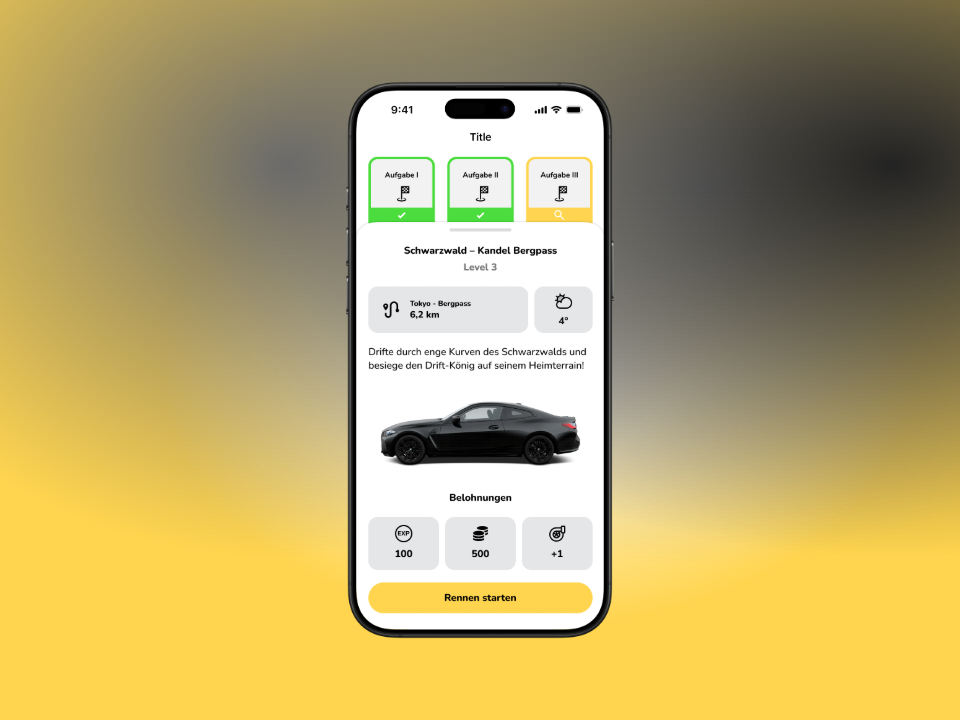 9:41
Title
Aufgabe I
Aufgabe II
Aufgabe III
Schwarzwald – Kandel Bergpass
Level 3
Tokyo - Bergpass
6,2 km
4°
Drifte durch enge Kurven des Schwarzwalds und
besiege den Drift-König auf seinem Heimterrain!
Belohnungen
EXP
100
500
+1
Rennen starten